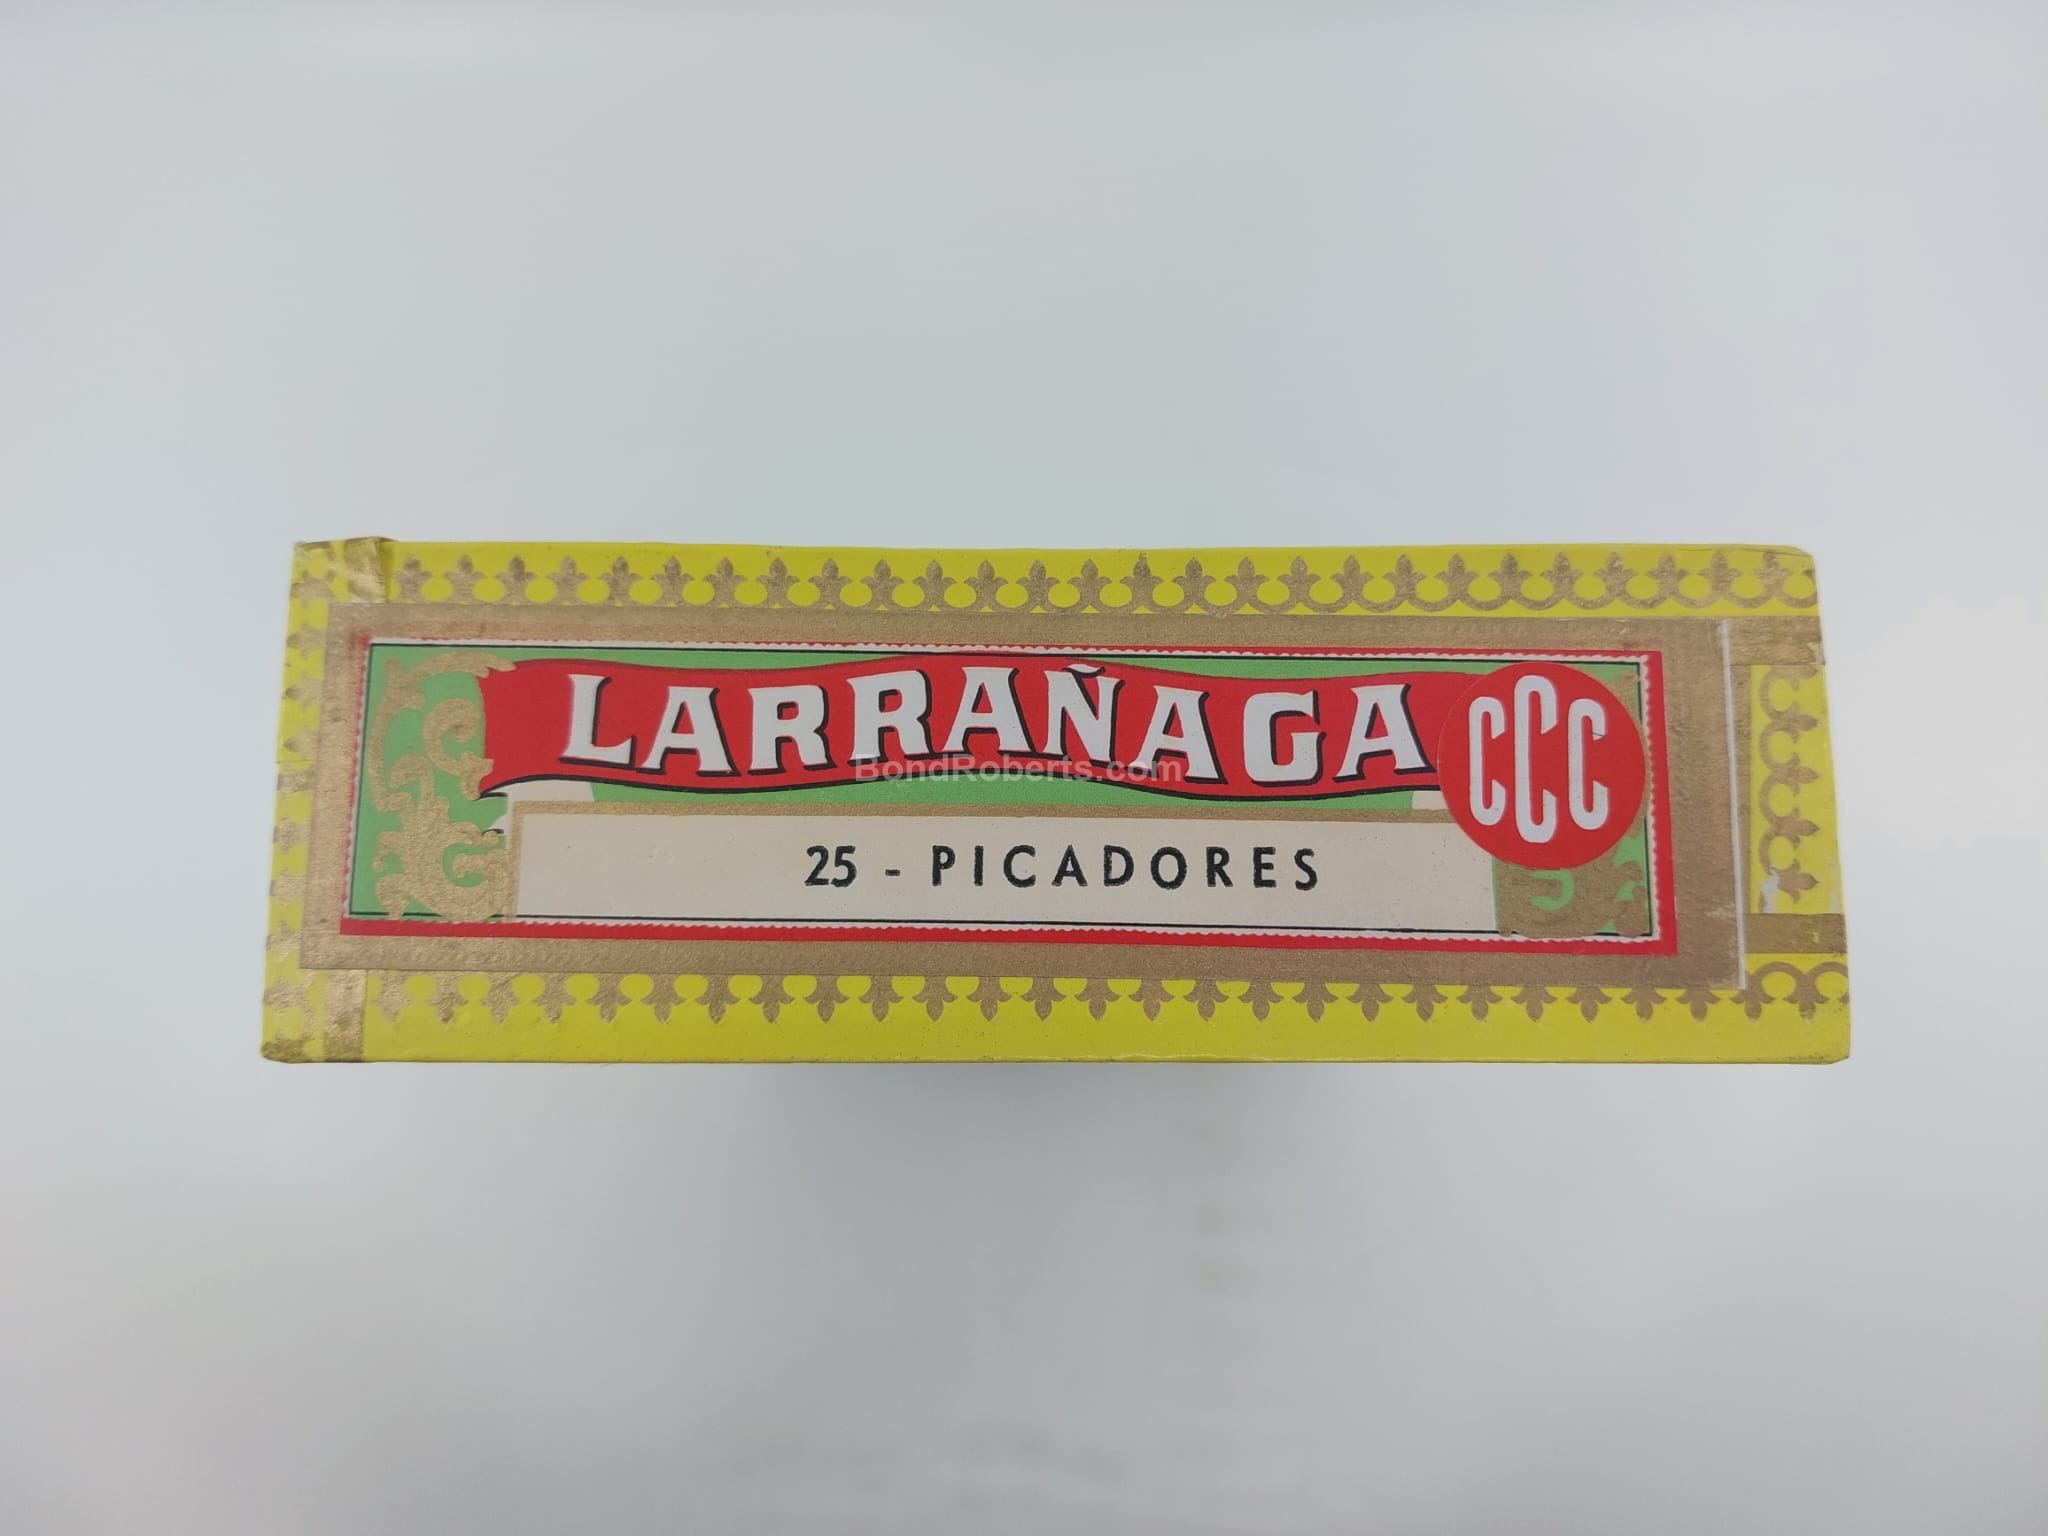 LARRAÑAGA
CCC
BondRoberts.com
25 - PICADORES